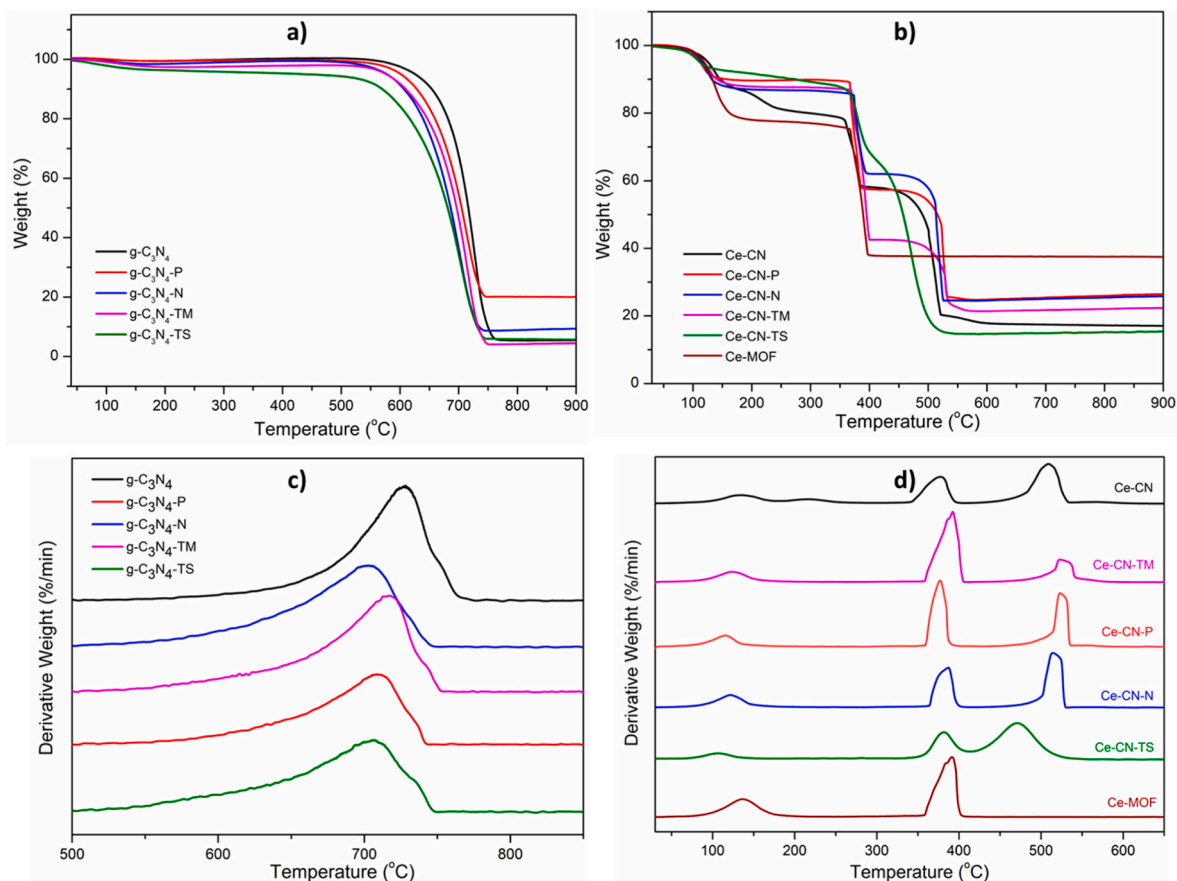 a)
Weight (%)
100
80
60
40
20
0
g-C₃N₄
g-C₃N₄-P
g-C₃N₄-N
g-C₃N₄-TM
g-C₃N₄-TS
100 200 300 400 500 600 700 800 900
Temperature (°C)
b)
Weight (%)
100
80
60
40
20
0
Ce-CN
Ce-CN-P
Ce-CN-N
Ce-CN-TM
Ce-CN-TS
Ce-MOF
100 200 300 400 500 600 700 800 900
Temperature (°C)
c)
Derivative Weight (%/min)
g-C₃N₄
g-C₃N₄-P
g-C₃N₄-N
g-C₃N₄-TM
g-C₃N₄-TS
500 600 700 800
Temperature (°C)
d)
Derivative Weight (%/min)
Ce-CN
Ce-CN-TM
Ce-CN-P
Ce-CN-N
Ce-CN-TS
Ce-MOF
100 200 300 400 500 600
Temperature (°C)